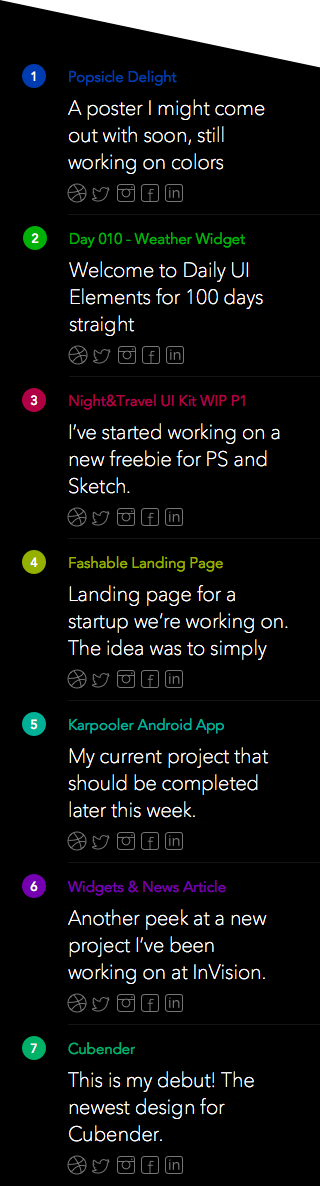 1 Popsicle Delight
A poster I might come
out with soon, still
working on colors
2 Day 010 - Weather Widget
Welcome to Daily UI
Elements for 100 days
straight
3 Night&Travel UI Kit WIP P1
I’ve started working on a
new freebie for PS and
Sketch.
4 Fashable Landing Page
Landing page for a
startup we’re working on.
The idea was to simply
5 Karpooler Android App
My current project that
should be completed
later this week.
6 Widgets & News Article
Another peek at a new
project I’ve been
working on at InVision.
7 Cubender
This is my debut! The
newest design for
Cubender.